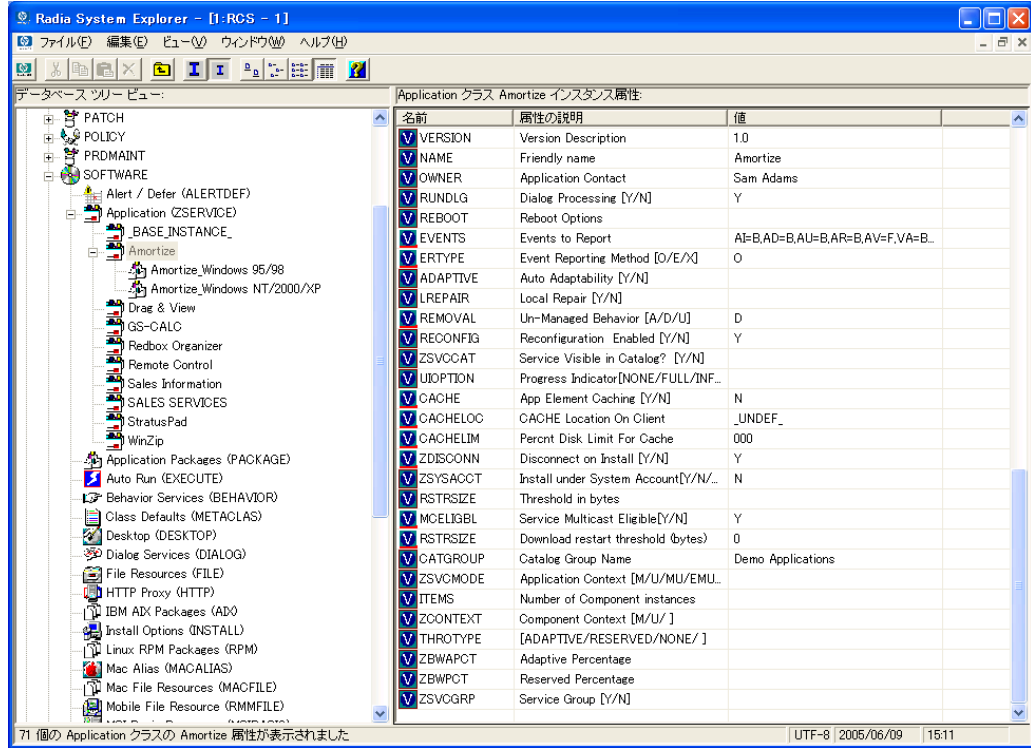 Radia System Explorer - [1:RCS - 1]
ファイル(F) 編集(E) ビュー(V) ウィンドウ(W) ヘルプ(H)
データベース ツリー ビュー:
PATCH
POLICY
PRDMAINT
SOFTWARE
Alert / Defer (ALERTDEF)
Application (ZSERVICE)
_BASE_INSTANCE_
Amortize
Amortize_Windows 95/98
Amortize_Windows NT/2000/XP
Drag & View
GS-CALC
Redbox Organizer
Remote Control
Sales Information
SALES SERVICES
StratusPad
WinZip
Application Packages (PACKAGE)
Auto Run (EXECUTE)
Behavior Services (BEHAVIOR)
Class Defaults (METACLAS)
Desktop (DESKTOP)
Dialog Services (DIALOG)
File Resources (FILE)
HTTP Proxy (HTTP)
IBM AIX Packages (AIX)
Install Options (INSTALL)
Linux RPM Packages (RPM)
Mac Alias (MACALIAS)
Mac File Resources (MACFILE)
Mobile File Resource (RMMFILE)
Application クラス Amortize インスタンス属性:
名前 属性の説明 値
VERSION Version Description 1.0
NAME Friendly name Amortize
OWNER Application Contact Sam Adams
RUNDLG Dialog Processing [Y/N] Y
REBOOT Reboot Options
EVENTS Events to Report AI=B,AD=B,AU=B,AR=B,AV=F,VA=B...
ERTYPE Event Reporting Method [O/E/X] O
ADAPTIVE Auto Adaptability [Y/N]
LREPAIR Local Repair [Y/N]
REMOVAL Un-Managed Behavior [A/D/U] D
RECONFIG Reconfiguration Enabled [Y/N] Y
ZSVCCAT Service Visible in Catalog? [Y/N]
UIOPTION Progress Indicator[NONE/FULL/INF...
CACHE App Element Caching [Y/N] N
CACHELOC CACHE Location On Client _UNDEF_
CACHELIM Percnt Disk Limit For Cache 000
ZDISCONN Disconnect on Install [Y/N] Y
ZSYSACCT Install under System Account[Y/N/... N
RSTRSIZE Threshold in bytes
MCELIGBL Service Multicast Eligible[Y/N] Y
RSTRSIZE Download restart threshold (bytes) 0
CATGROUP Catalog Group Name Demo Applications
ZSVCMODE Application Context [M/U/MU/EMU...
ITEMS Number of Component instances
ZCONTEXT Component Context [M/U/ ]
THROTYPE [ADAPTIVE/RESERVED/NONE/ ]
ZBWAPCT Adaptive Percentage
ZBWPCT Reserved Percentage
ZSVCGRP Service Group [Y/N]
71 個の Application クラスの Amortize 属性が表示されました UTF-8 2005/06/09 15:11